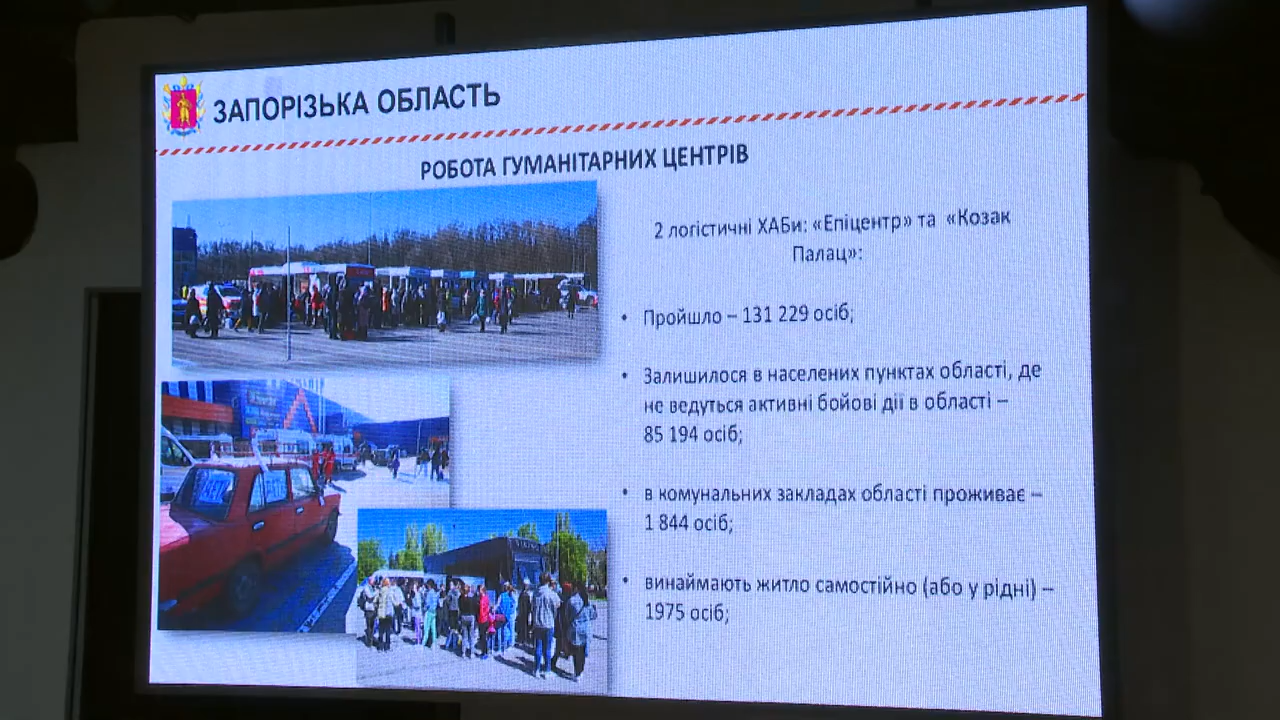 ЗАПОРІЗЬКА ОБЛАСТЬ
РОБОТА ГУМАНІТАРНИХ ЦЕНТРІВ
2 логістичні ХАБи: «Епіцентр» та «Козак
Палац»:
• Пройшло – 131 229 осіб;
• Залишилося в населених пунктах області, де
не ведуться активні бойові дії в області –
85 194 осіб;
• в комунальних закладах області проживає –
1 844 осіб;
• винаймають житло самостійно (або у рідні) –
1975 осіб;